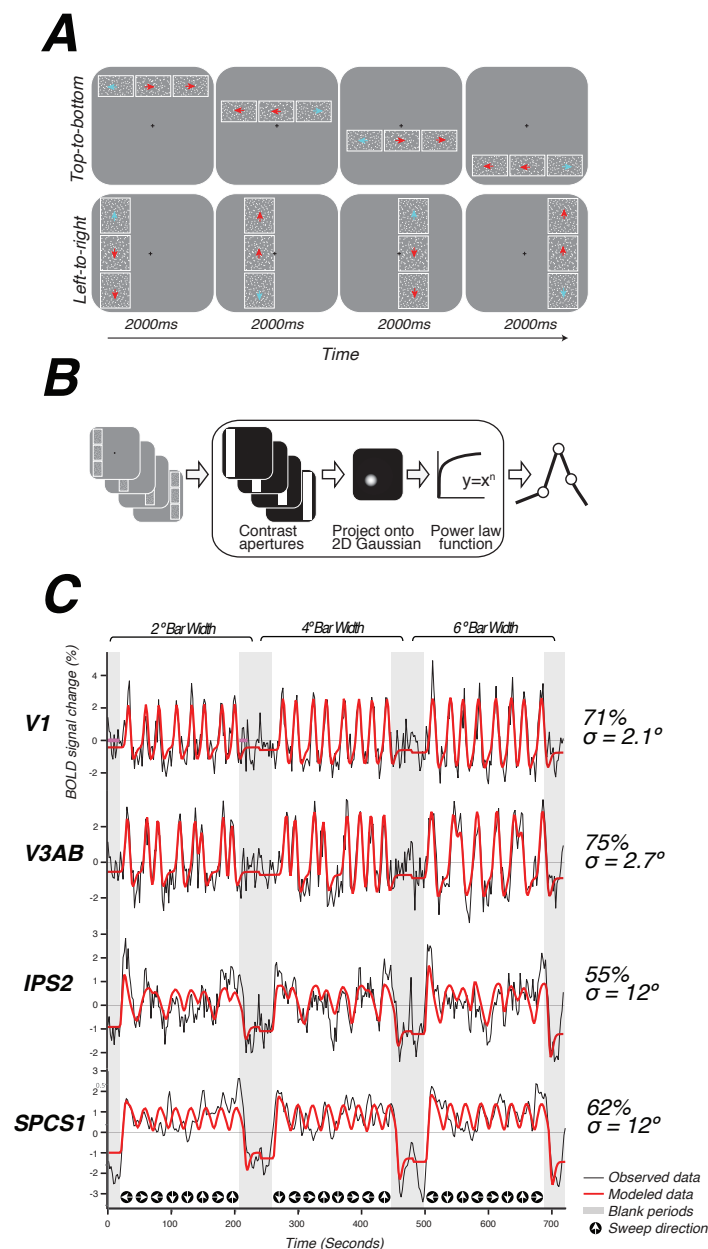 A
Top-to-bottom
Left-to-right
2000ms 2000ms 2000ms 2000ms
Time
B
y=xⁿ
Contrast apertures
Project onto 2D Gaussian
Power law function
C
2° Bar Width 4° Bar Width 6° Bar Width
BOLD signal change (%)
4
2
0
-2
V1
71%
σ = 2.1°
2
0
-2
V3AB
75%
σ = 2.7°
3
2
1
0
-1
-2
IPS2
55%
σ = 12°
3
0.5
2
1
0
-1
-2
-3
SPCS1
62%
σ = 12°
0 100 200 300 400 500 600 700
Time (Seconds)
Observed data
Modeled data
Blank periods
Sweep direction